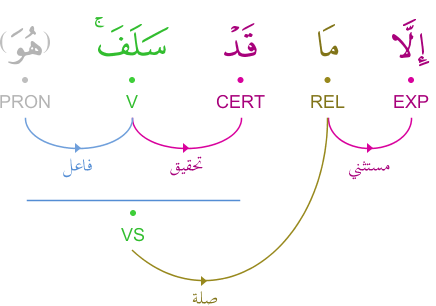 إِلَّا مَا قَدْ سَلَفَ ۚ (هُوَ)
EXP REL CERT V PRON
مستثني تحقيق فاعل
VS
صلة